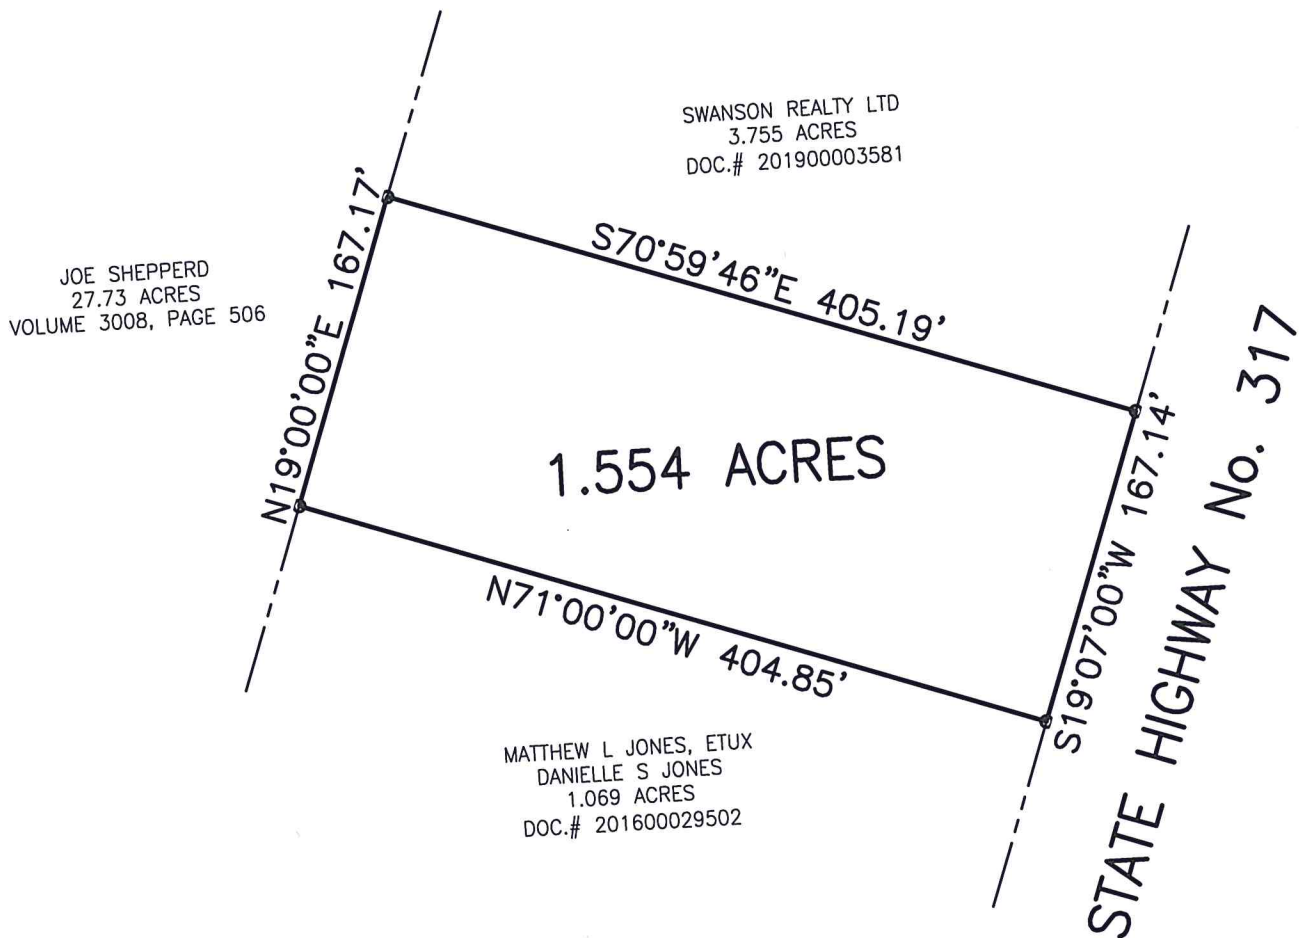 SWANSON REALTY LTD
3.755 ACRES
DOC.# 201900003581
JOE SHEPPERD
27.73 ACRES
VOLUME 3008, PAGE 506
N19°00'00"E 167.17'
S70°59'46"E 405.19'
1.554 ACRES
S19°07'00"W 167.14'
N71°00'00"W 404.85'
STATE HIGHWAY No. 317
MATTHEW L JONES, ETUX
DANIELLE S JONES
1.069 ACRES
DOC.# 201600029502